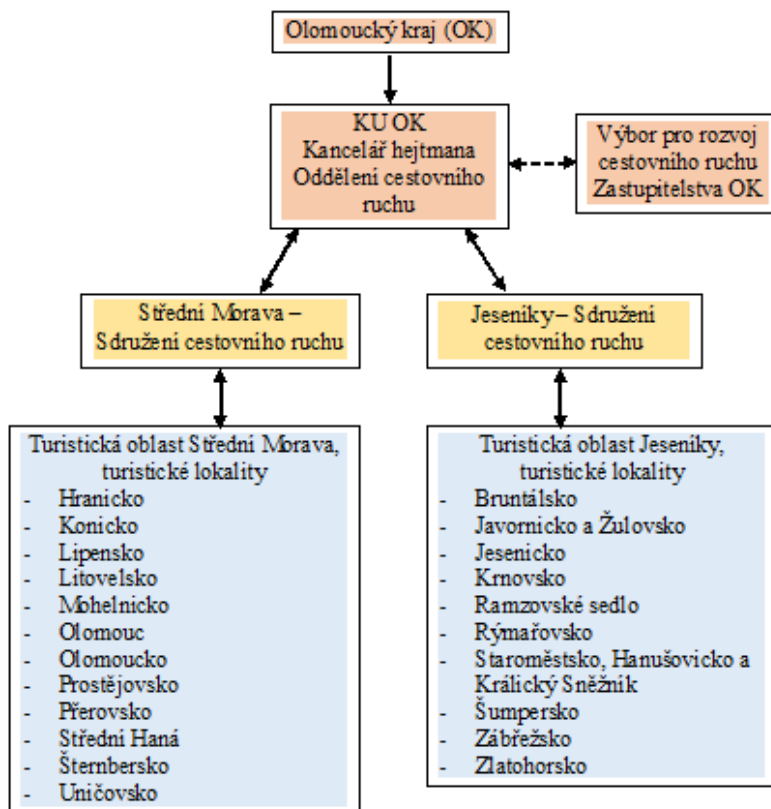 Olomoucký kraj (OK)
KU OK
Kancelář hejtmana
Oddělení cestovního
ruchu
Výbor pro rozvoj
cestovního ruchu
Zastupitelstva OK
Střední Morava –
Sdružení cestovního ruchu
Jeseníky – Sdružení
cestovního ruchu
Turistická oblast Střední Morava,
turistické lokality
- Hranicko
- Konicko
- Lipensko
- Litovelsko
- Mohelnicko
- Olomouc
- Olomoucko
- Prostějovsko
- Přerovsko
- Střední Haná
- Šternbersko
- Uničovsko
Turistická oblast Jeseníky,
turistické lokality
- Bruntálsko
- Javornicko a Žulovsko
- Jesenicko
- Krnovsko
- Ramzovské sedlo
- Rýmařovsko
- Staroměstsko, Hanušovicko a
Králický Sněžník
- Šumpersko
- Zábřežsko
- Zlatohorsko